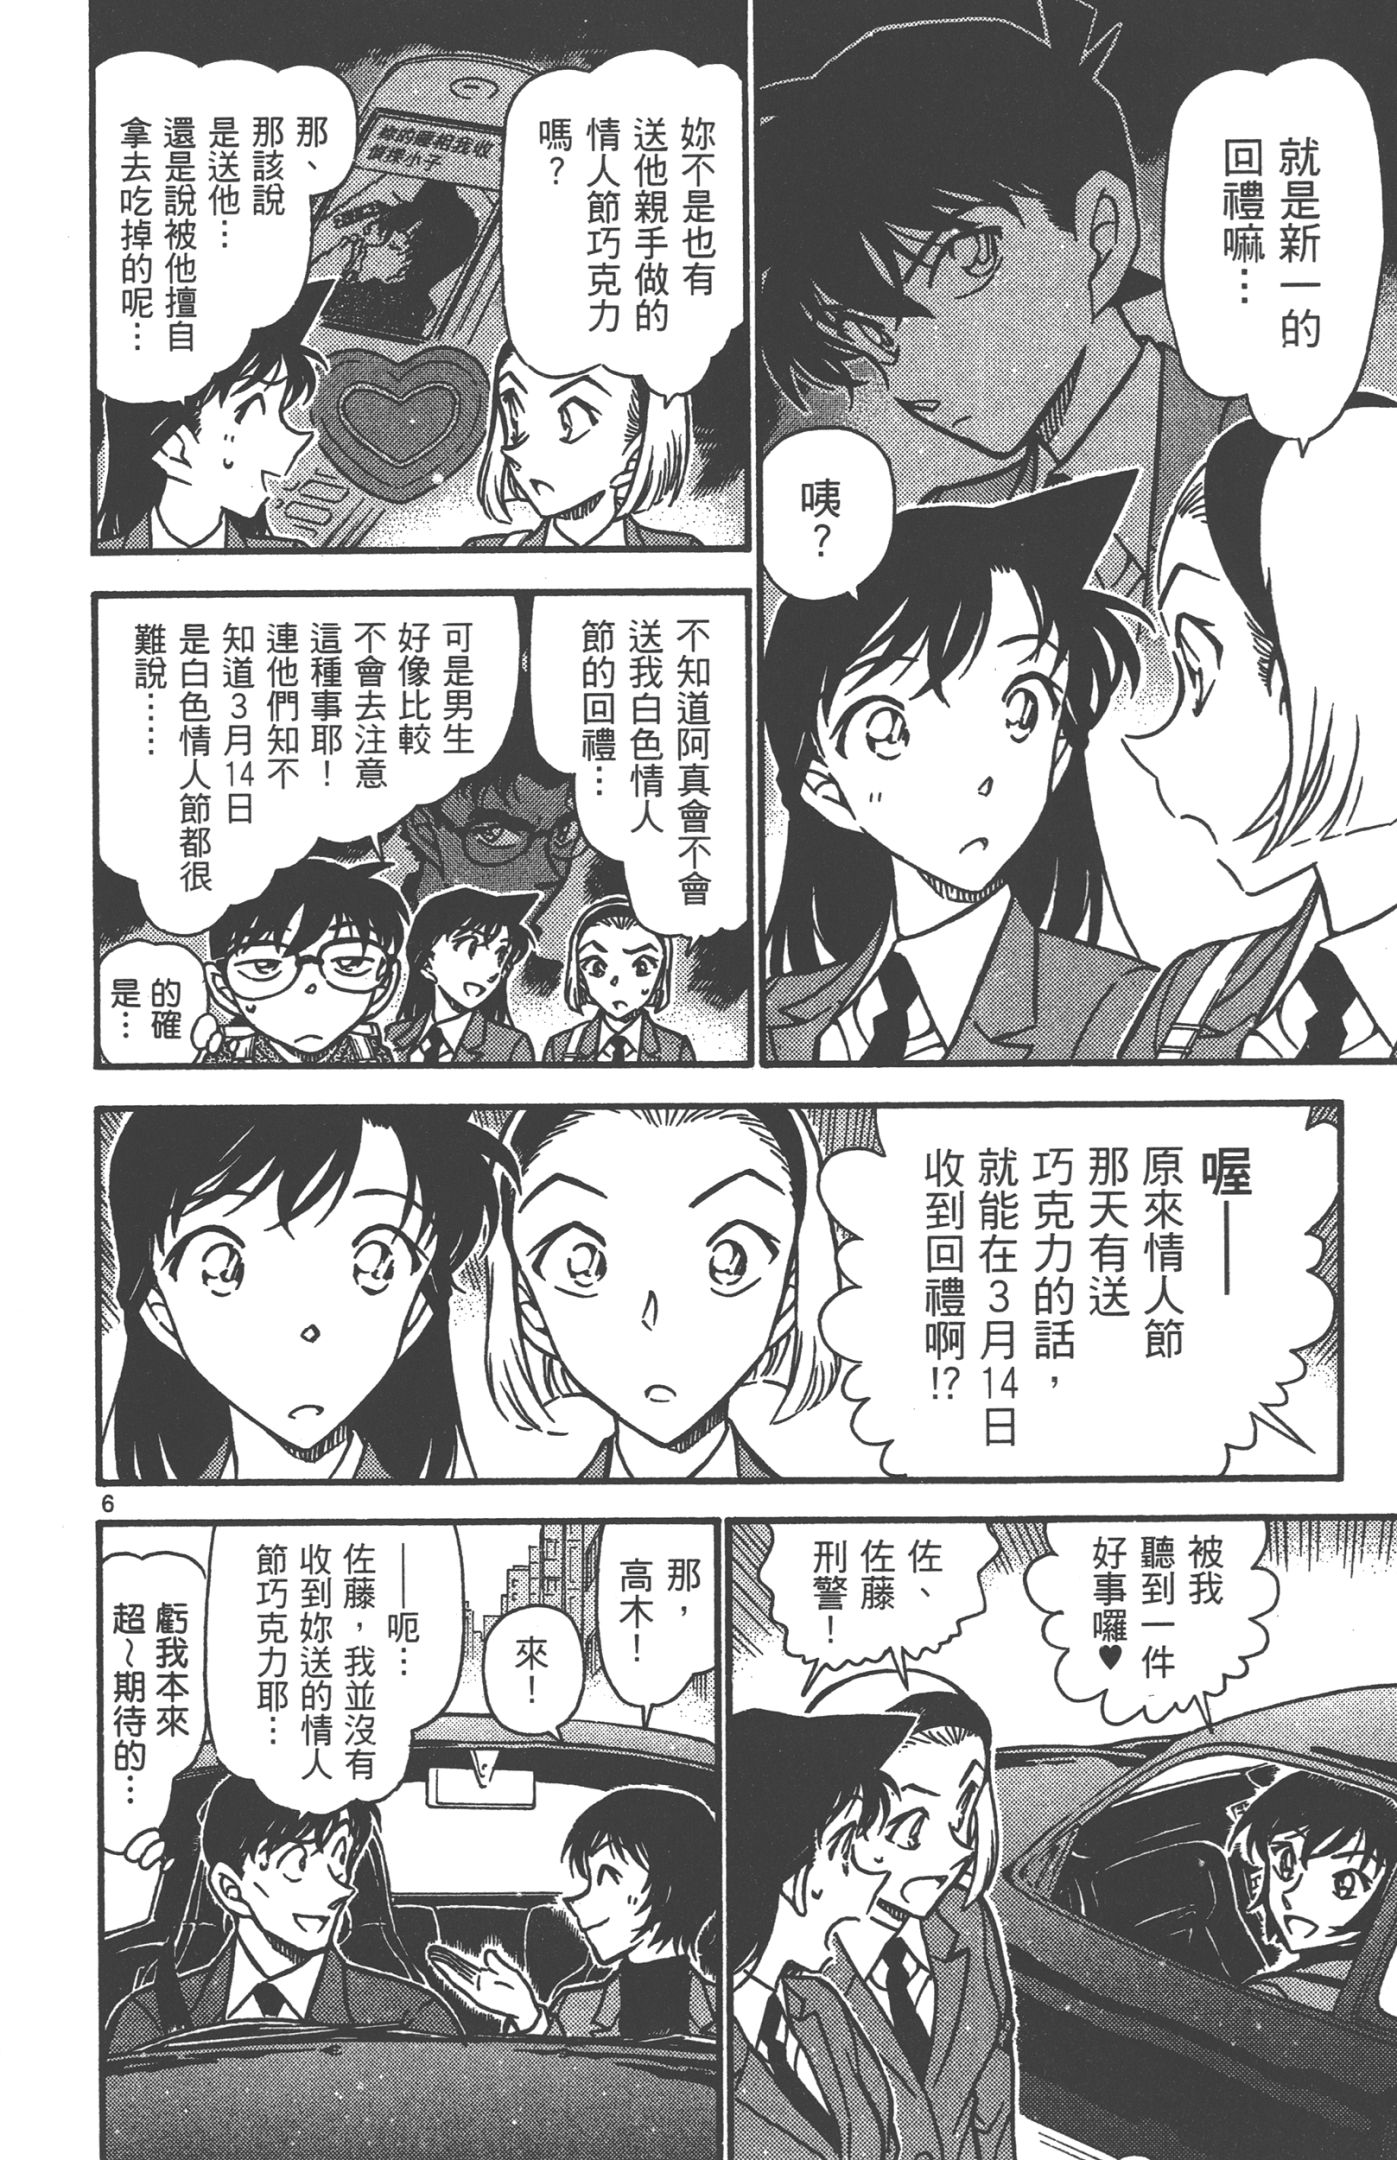 就是新一的
回禮嘛…
咦？
妳不是也有
送他親手做的
情人節巧克力
嗎？
那、
那該說
是送他…
還是說被他擅自
拿去吃掉的呢…
不知道阿真會不會
送我白色情人
節的回禮…
可是男生
好像比較
不會去注意
這種事耶！
連他們知不
知道3月14日
是白色情人節都很
難說……
的確
是…
喔——
原來情人節
那天有送
巧克力的話，
就能在3月14日
收到回禮啊!?
6
被我
聽到一件
好事囉♥
佐、
佐藤
刑警！
那，
高木！
來！
——呃…
佐藤，我並沒有
收到妳送的情人
節巧克力耶…
虧我本來
超～期待的…